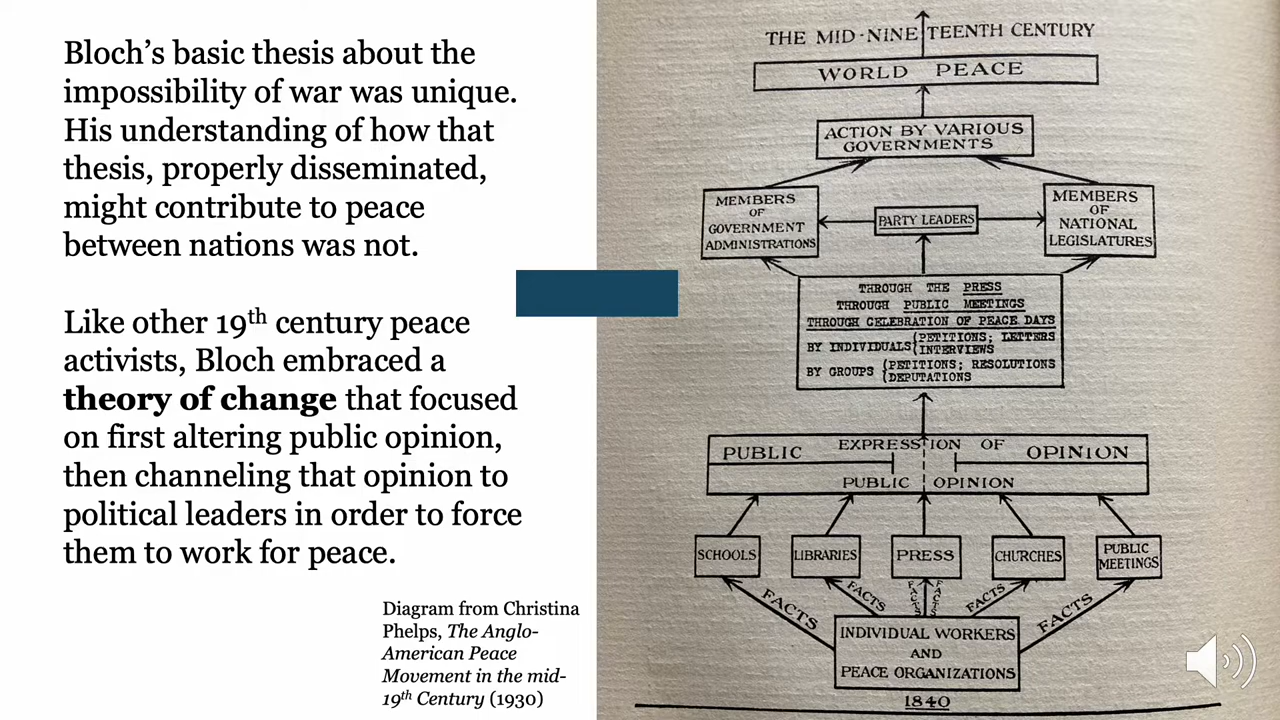 Bloch's basic thesis about the
impossibility of war was unique.
His understanding of how that
thesis, properly disseminated,
might contribute to peace
between nations was not.
Like other 19th century peace
activists, Bloch embraced a
theory of change that focused
on first altering public opinion,
then channeling that opinion to
political leaders in order to force
them to work for peace.
Diagram from Christina
Phelps, The Anglo-
American Peace
Movement in the mid-
19th Century (1930)
THE MID-NINETEENTH CENTURY
WORLD PEACE
ACTION BY VARIOUS
GOVERNMENTS
MEMBERS
OF
GOVERNMENT
ADMINISTRATIONS
PARTY LEADERS
MEMBERS
OF
NATIONAL
LEGISLATURES
THROUGH THE PRESS
THROUGH PUBLIC MEETINGS
THROUGH CELEBRATION OF PEACE DAYS
BY INDIVIDUALS {PETITIONS; LETTERS
{INTERVIEWS
BY GROUPS {PETITIONS; RESOLUTIONS
{DEPUTATIONS
EXPRESSION OF
PUBLIC OPINION
PUBLIC OPINION
SCHOOLS
LIBRARIES
PRESS
CHURCHES
PUBLIC
MEETINGS
FACTS
FACTS
FACTS
FACTS
FACTS
FACTS
INDIVIDUAL WORKERS
AND
PEACE ORGANIZATIONS
1840